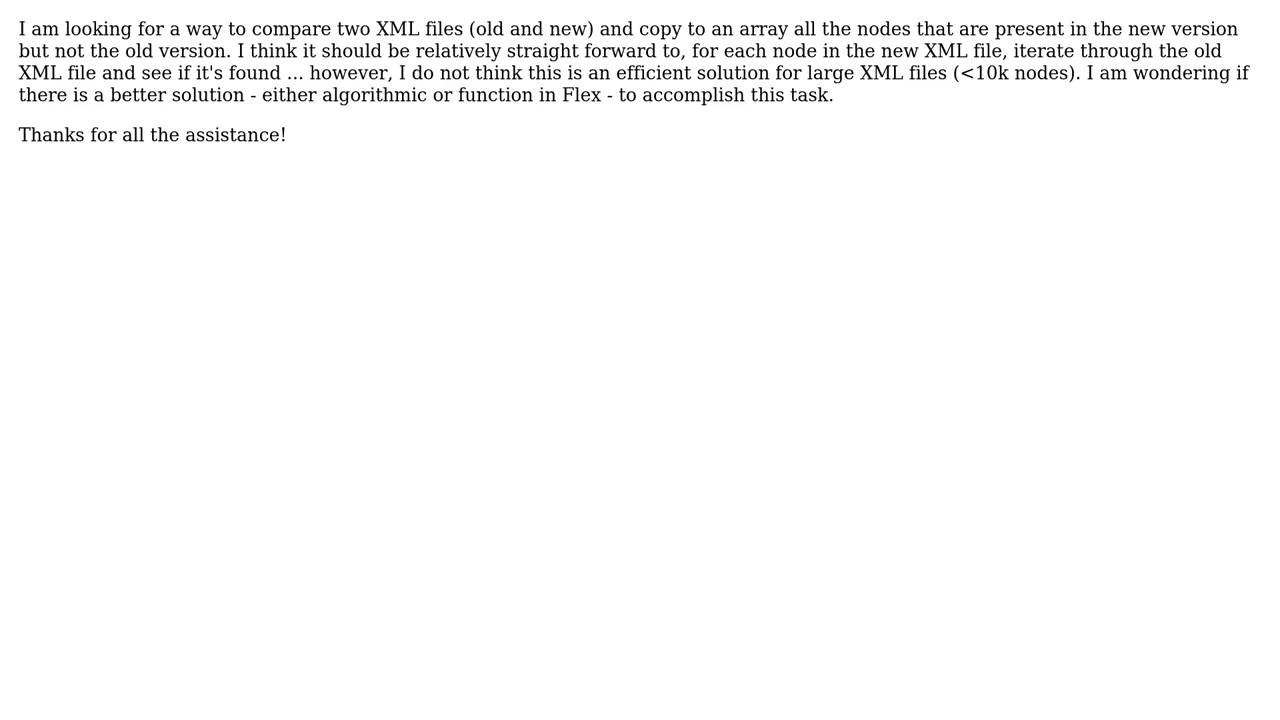 I am looking for a way to compare two XML files (old and new) and copy to an array all the nodes that are present in the new version
but not the old version. I think it should be relatively straight forward to, for each node in the new XML file, iterate through the old
XML file and see if it's found ... however, I do not think this is an efficient solution for large XML files (<10k nodes). I am wondering if
there is a better solution - either algorithmic or function in Flex - to accomplish this task.
Thanks for all the assistance!